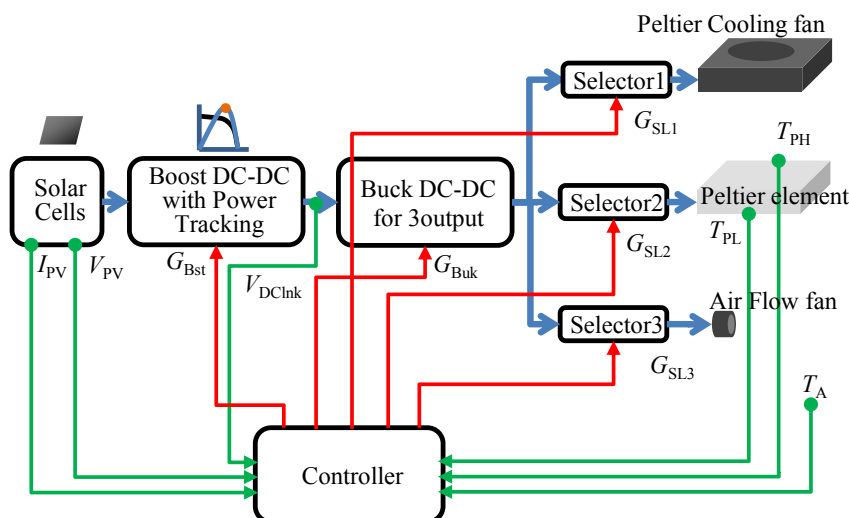 Peltier Cooling fan
Selector1
G_SL1
T_PH
Solar
Cells
Boost DC-DC
with Power
Tracking
Buck DC-DC
for 3output
Selector2
Peltier element
I_PV
V_PV
G_Bst
V_DClnk
G_Buk
G_SL2
T_PL
Selector3
Air Flow fan
G_SL3
T_A
Controller